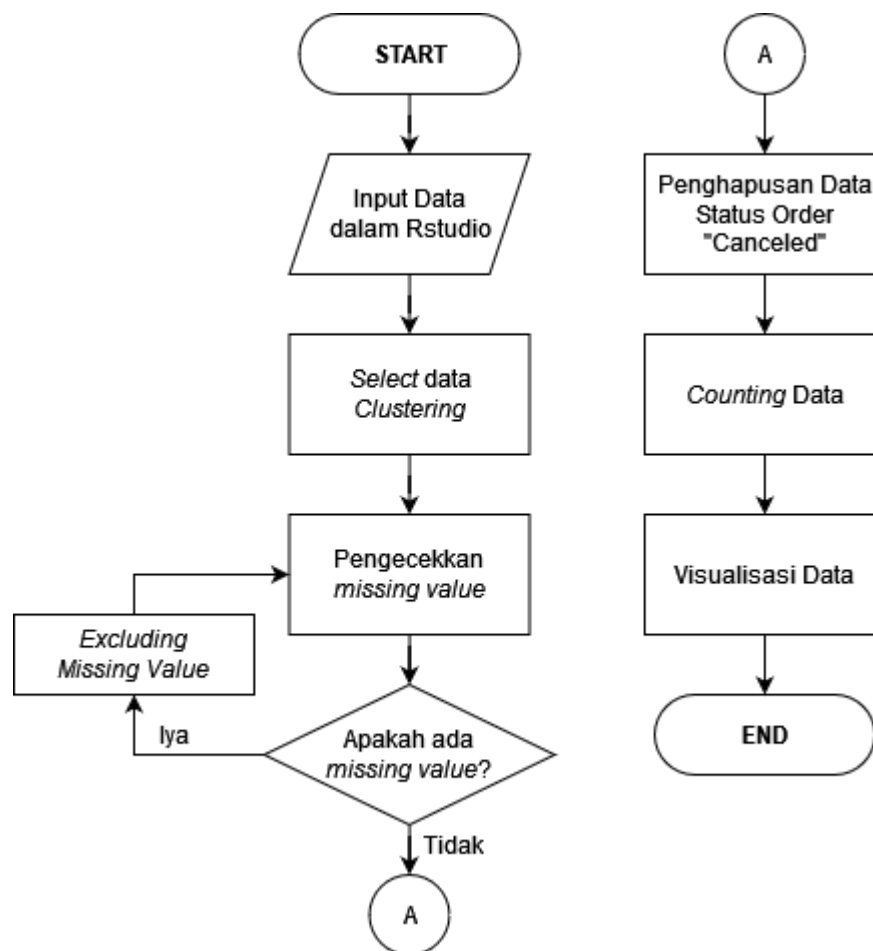 START
Input Data
dalam Rstudio
Select data
Clustering
Pengecekkan
missing value
Excluding
Missing Value
Iya
Apakah ada
missing value?
Tidak
A
A
Penghapusan Data
Status Order
"Canceled"
Counting Data
Visualisasi Data
END